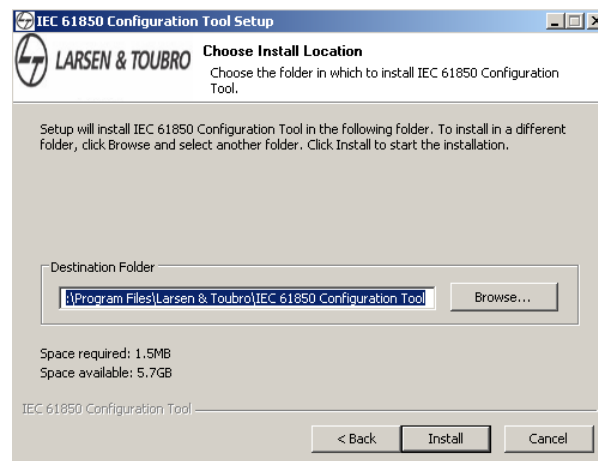 IEC 61850 Configuration Tool Setup
LARSEN & TOUBRO
Choose Install Location
Choose the folder in which to install IEC 61850 Configuration
Tool.
Setup will install IEC 61850 Configuration Tool in the following folder. To install in a different
folder, click Browse and select another folder. Click Install to start the installation.
Destination Folder
:\Program Files\Larsen & Toubro\IEC 61850 Configuration Tool
Browse...
Space required: 1.5MB
Space available: 5.7GB
IEC 61850 Configuration Tool
< Back
Install
Cancel